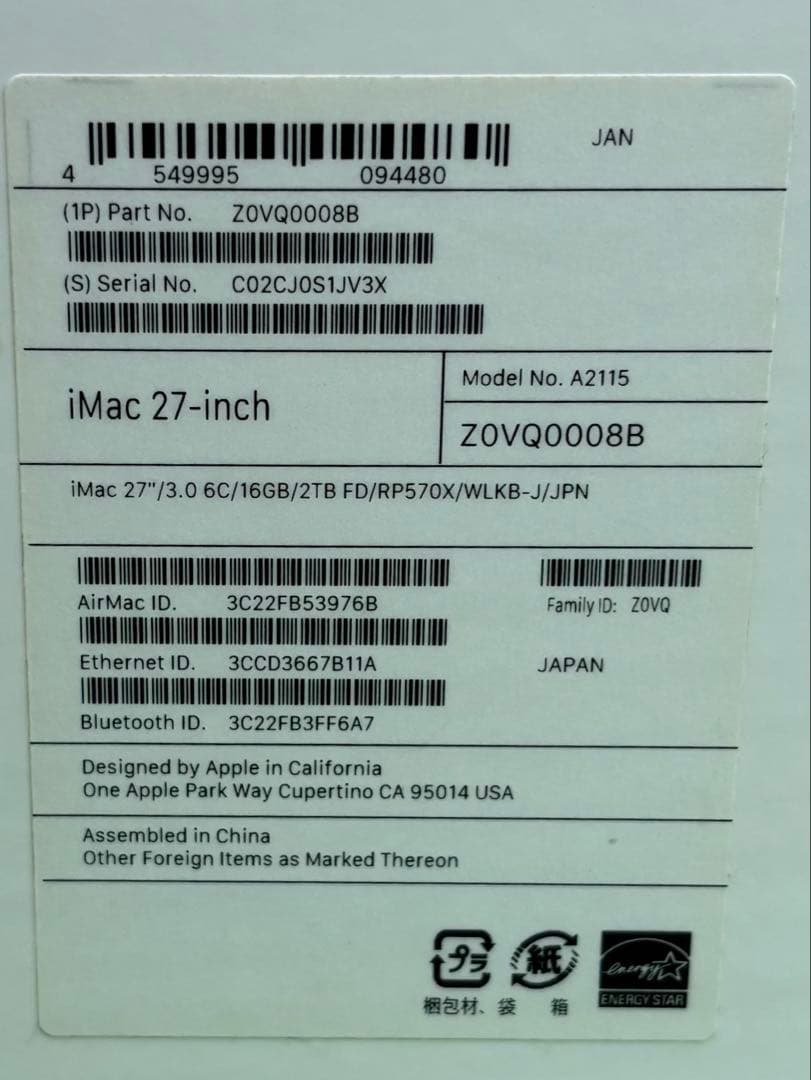 JAN
4 549995 094480
(1P) Part No. Z0VQ0008B
(S) Serial No. C02CJ0S1JV3X
iMac 27-inch
Model No. A2115
Z0VQ0008B
iMac 27"/3.0 6C/16GB/2TB FD/RP570X/WLKB-J/JPN
AirMac ID. 3C22FB53976B
Family ID: Z0VQ
Ethernet ID. 3CCD3667B11A
JAPAN
Bluetooth ID. 3C22FB3FF6A7
Designed by Apple in California
One Apple Park Way Cupertino CA 95014 USA
Assembled in China
Other Foreign Items as Marked Thereon
プラ 紙 energy
梱包材、袋 箱 ENERGY STAR